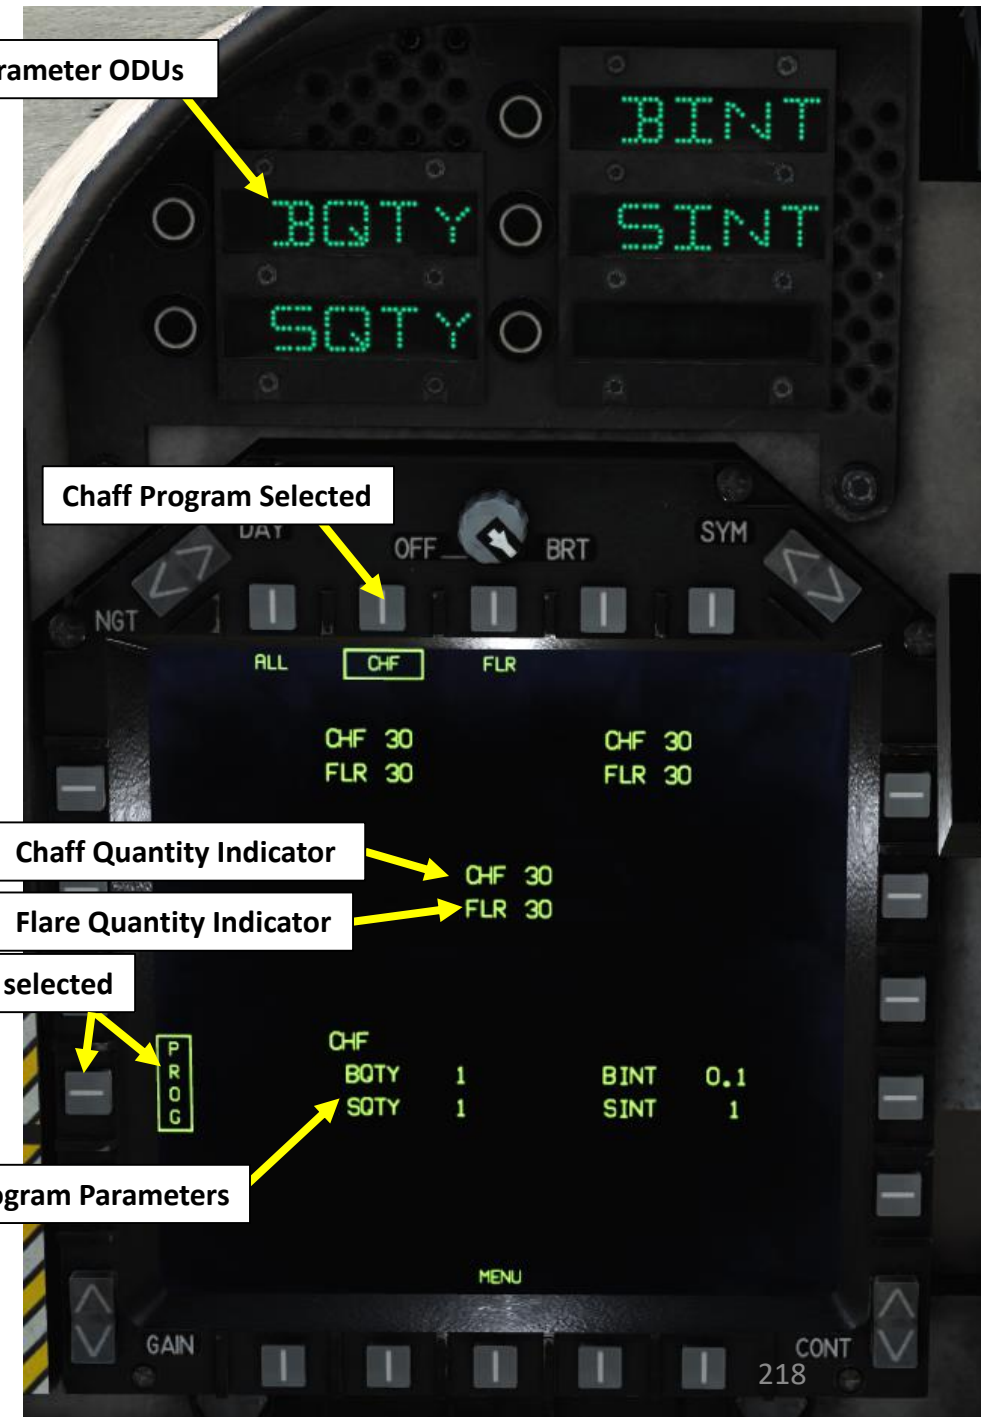 rameter ODUs
BINT
BQTY
SINT
SQTY
Chaff Program Selected
DAY
OFF
BRT
SYM
NGT
ALL
CHF
FLR
CHF 30
FLR 30
CHF 30
FLR 30
Chaff Quantity Indicator
CHF 30
Flare Quantity Indicator
FLR 30
selected
PROG
CHF
BQTY 1
BINT 0.1
SQTY 1
SINT 1
ogram Parameters
MENU
GAIN
CONT
218